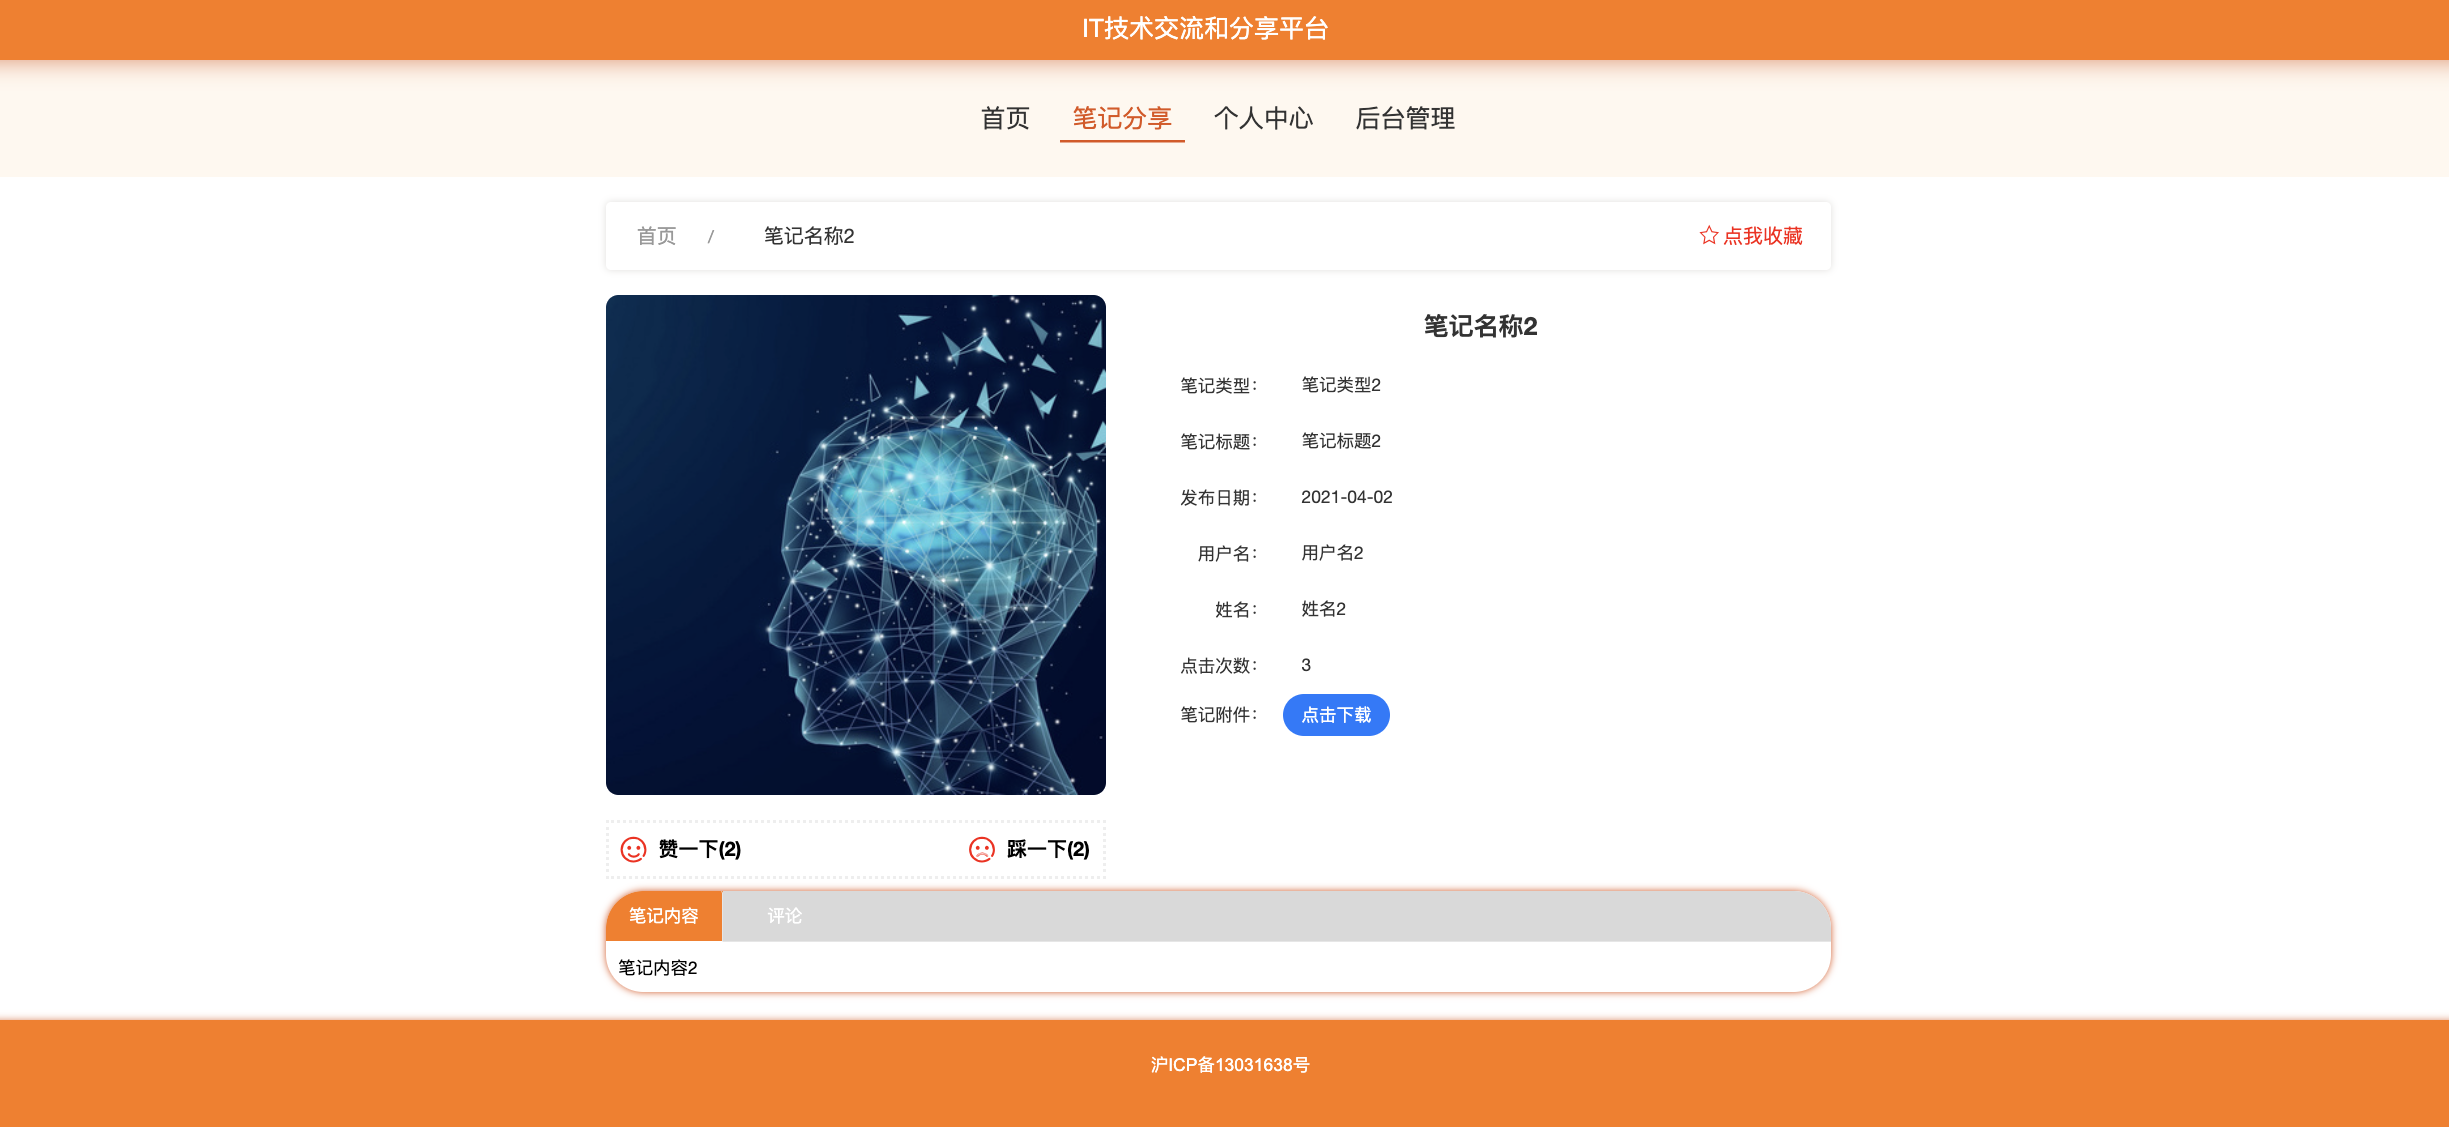 IT技术交流和分享平台
首页 笔记分享 个人中心 后台管理
首页 / 笔记名称2 点我收藏
笔记名称2
笔记类型： 笔记类型2
笔记标题： 笔记标题2
发布日期： 2021-04-02
用户名： 用户名2
姓名： 姓名2
点击次数： 3
笔记附件： 点击下载
赞一下(2) 踩一下(2)
笔记内容 评论
笔记内容2
沪ICP备13031638号